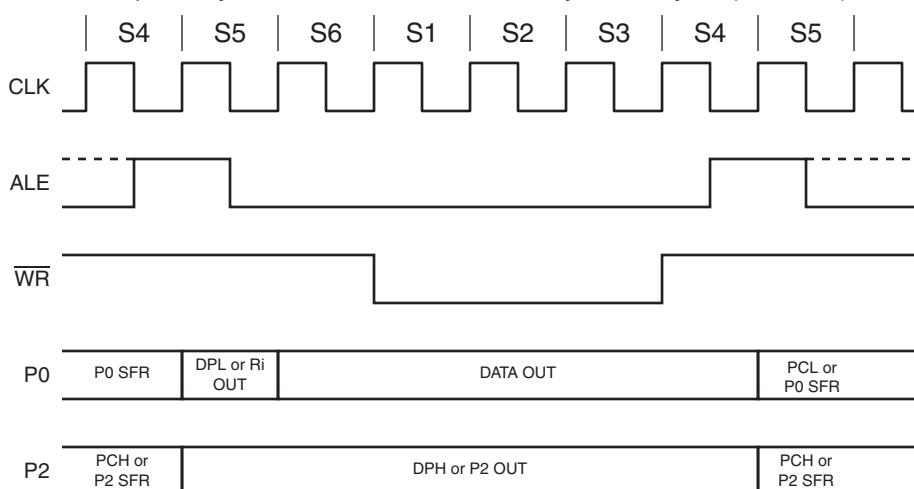 S4 S5 S6 S1 S2 S3 S4 S5
CLK
ALE
WR
P0 SFR
DPL or Ri
OUT
P0
DATA OUT
PCL or
P0 SFR
PCH or
P2 SFR
P2
DPH or P2 OUT
PCH or
P2 SFR